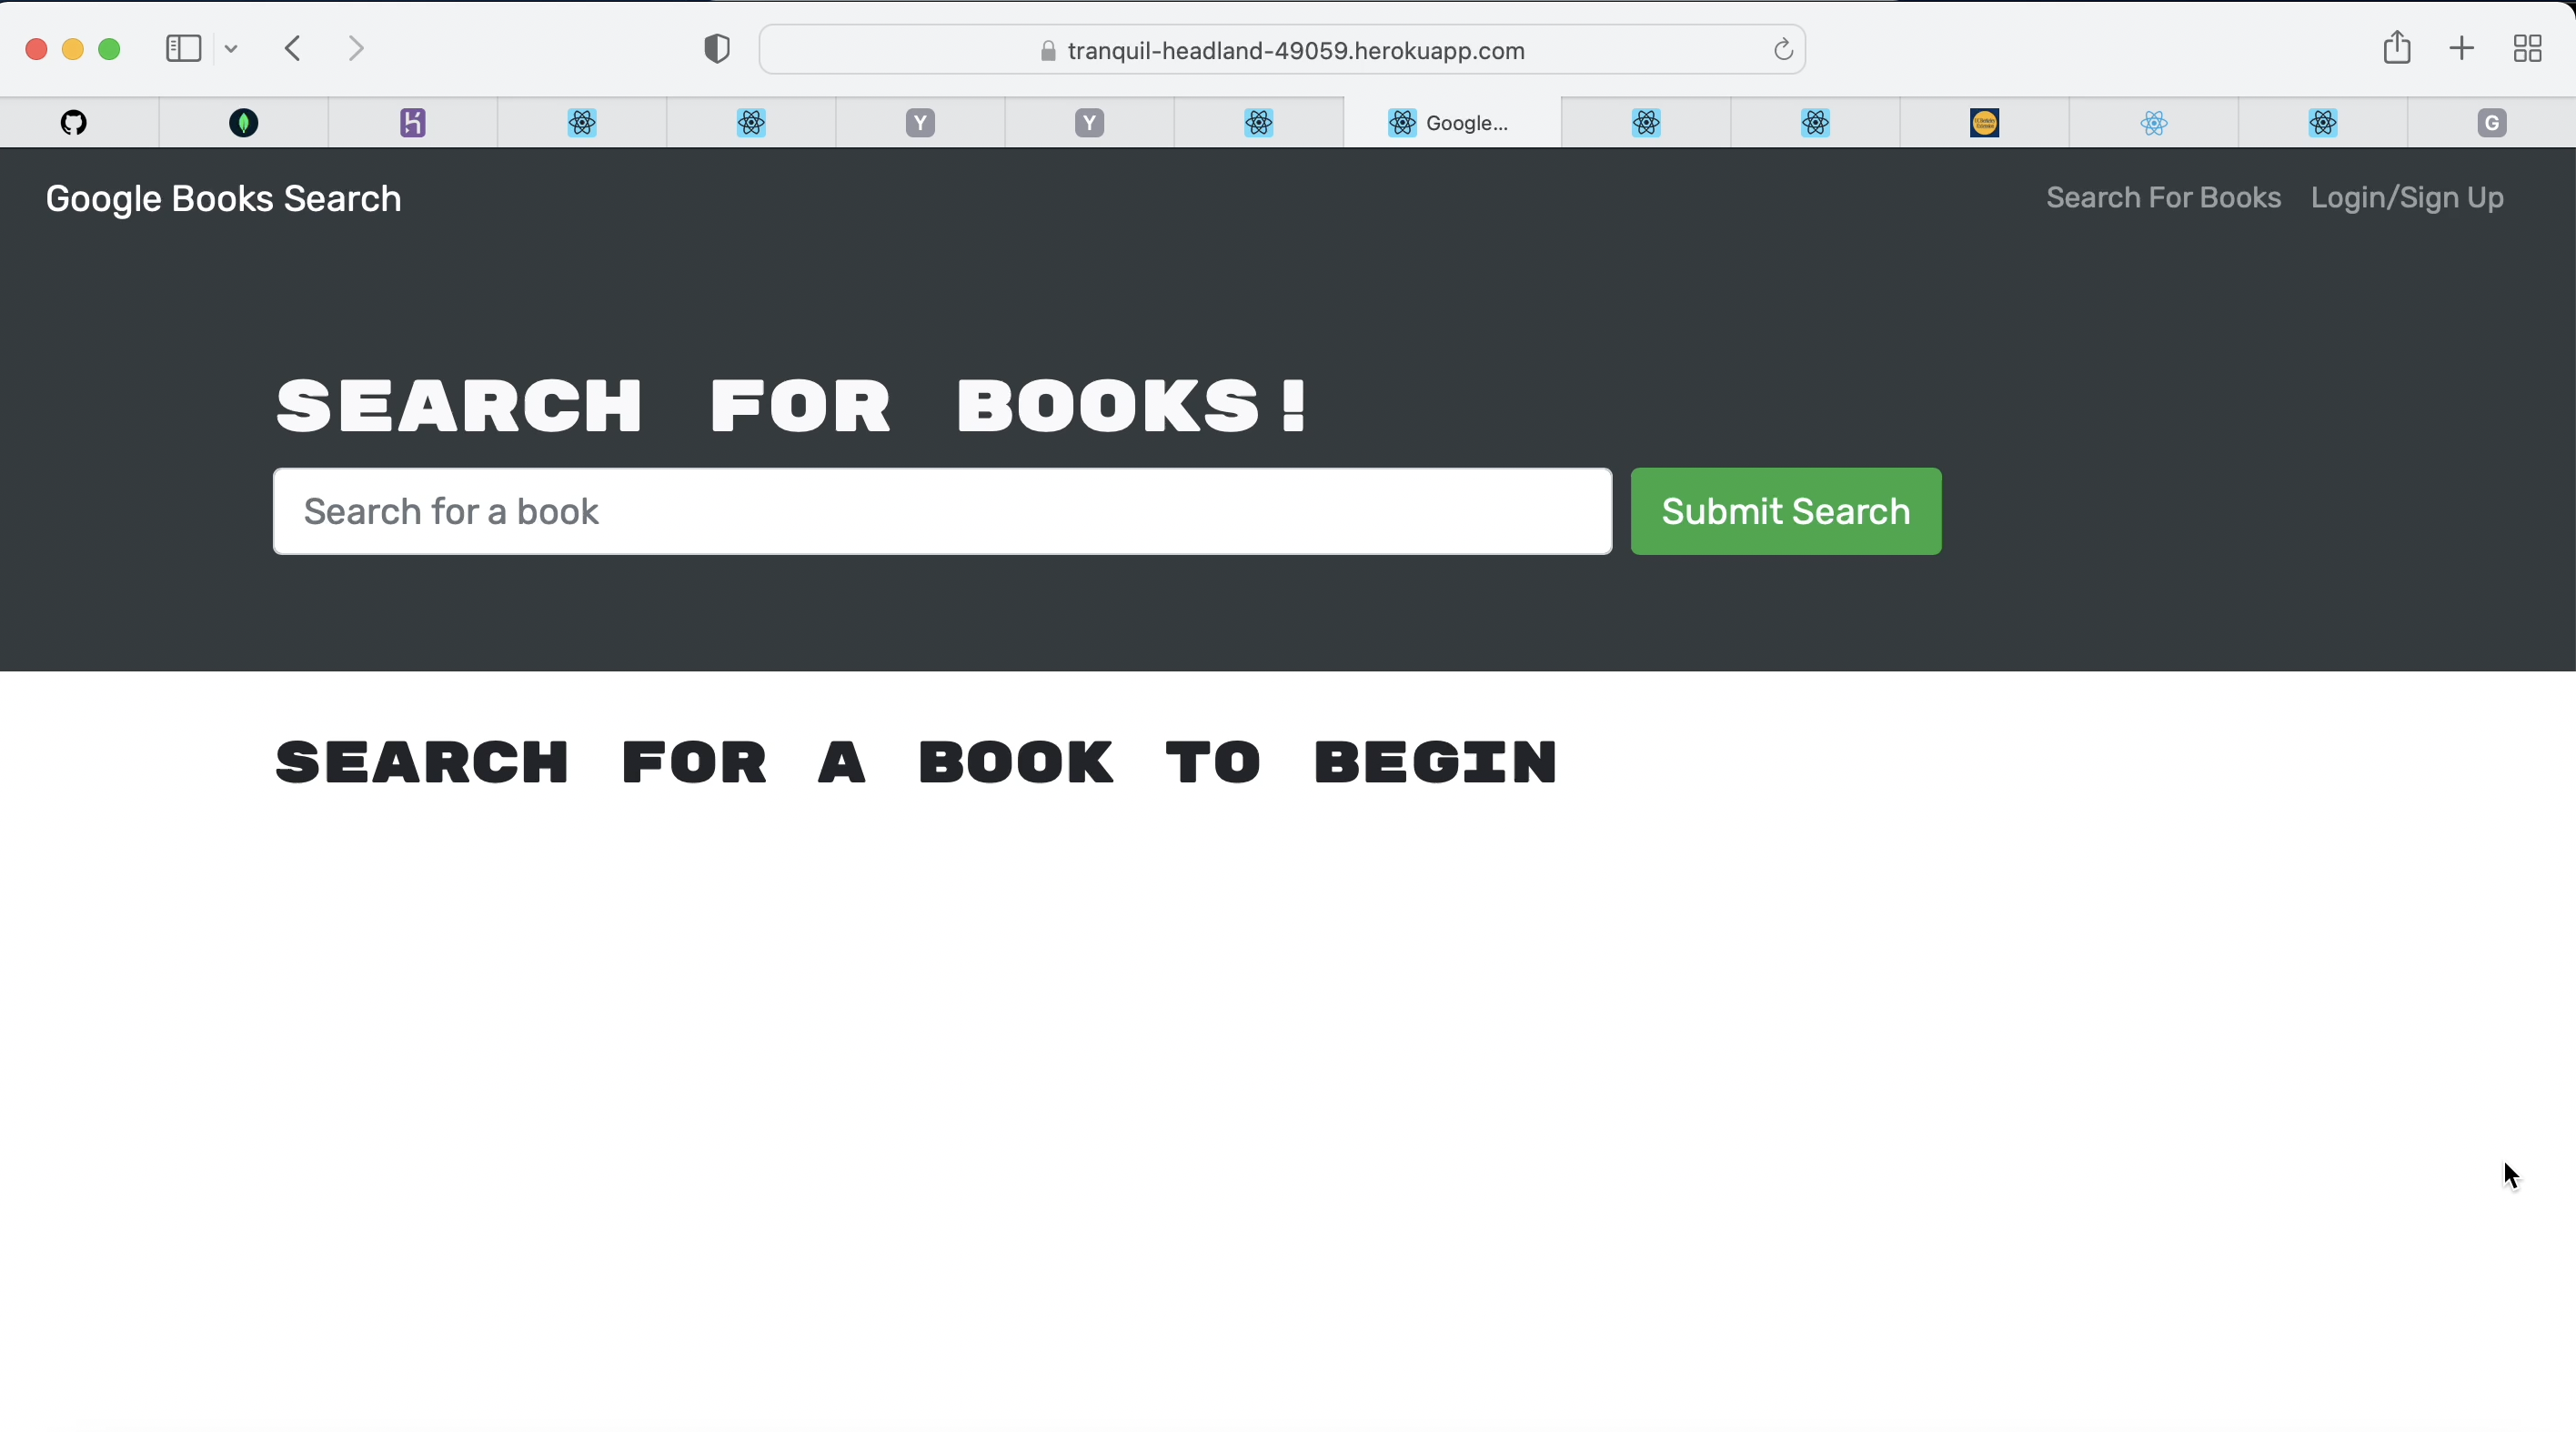 tranquil-headland-49059.herokuapp.com
Y
Y
Google...
G
Google Books Search
Search For Books
Login/Sign Up
SEARCH FOR BOOKS!
Search for a book
Submit Search
SEARCH FOR A BOOK TO BEGIN